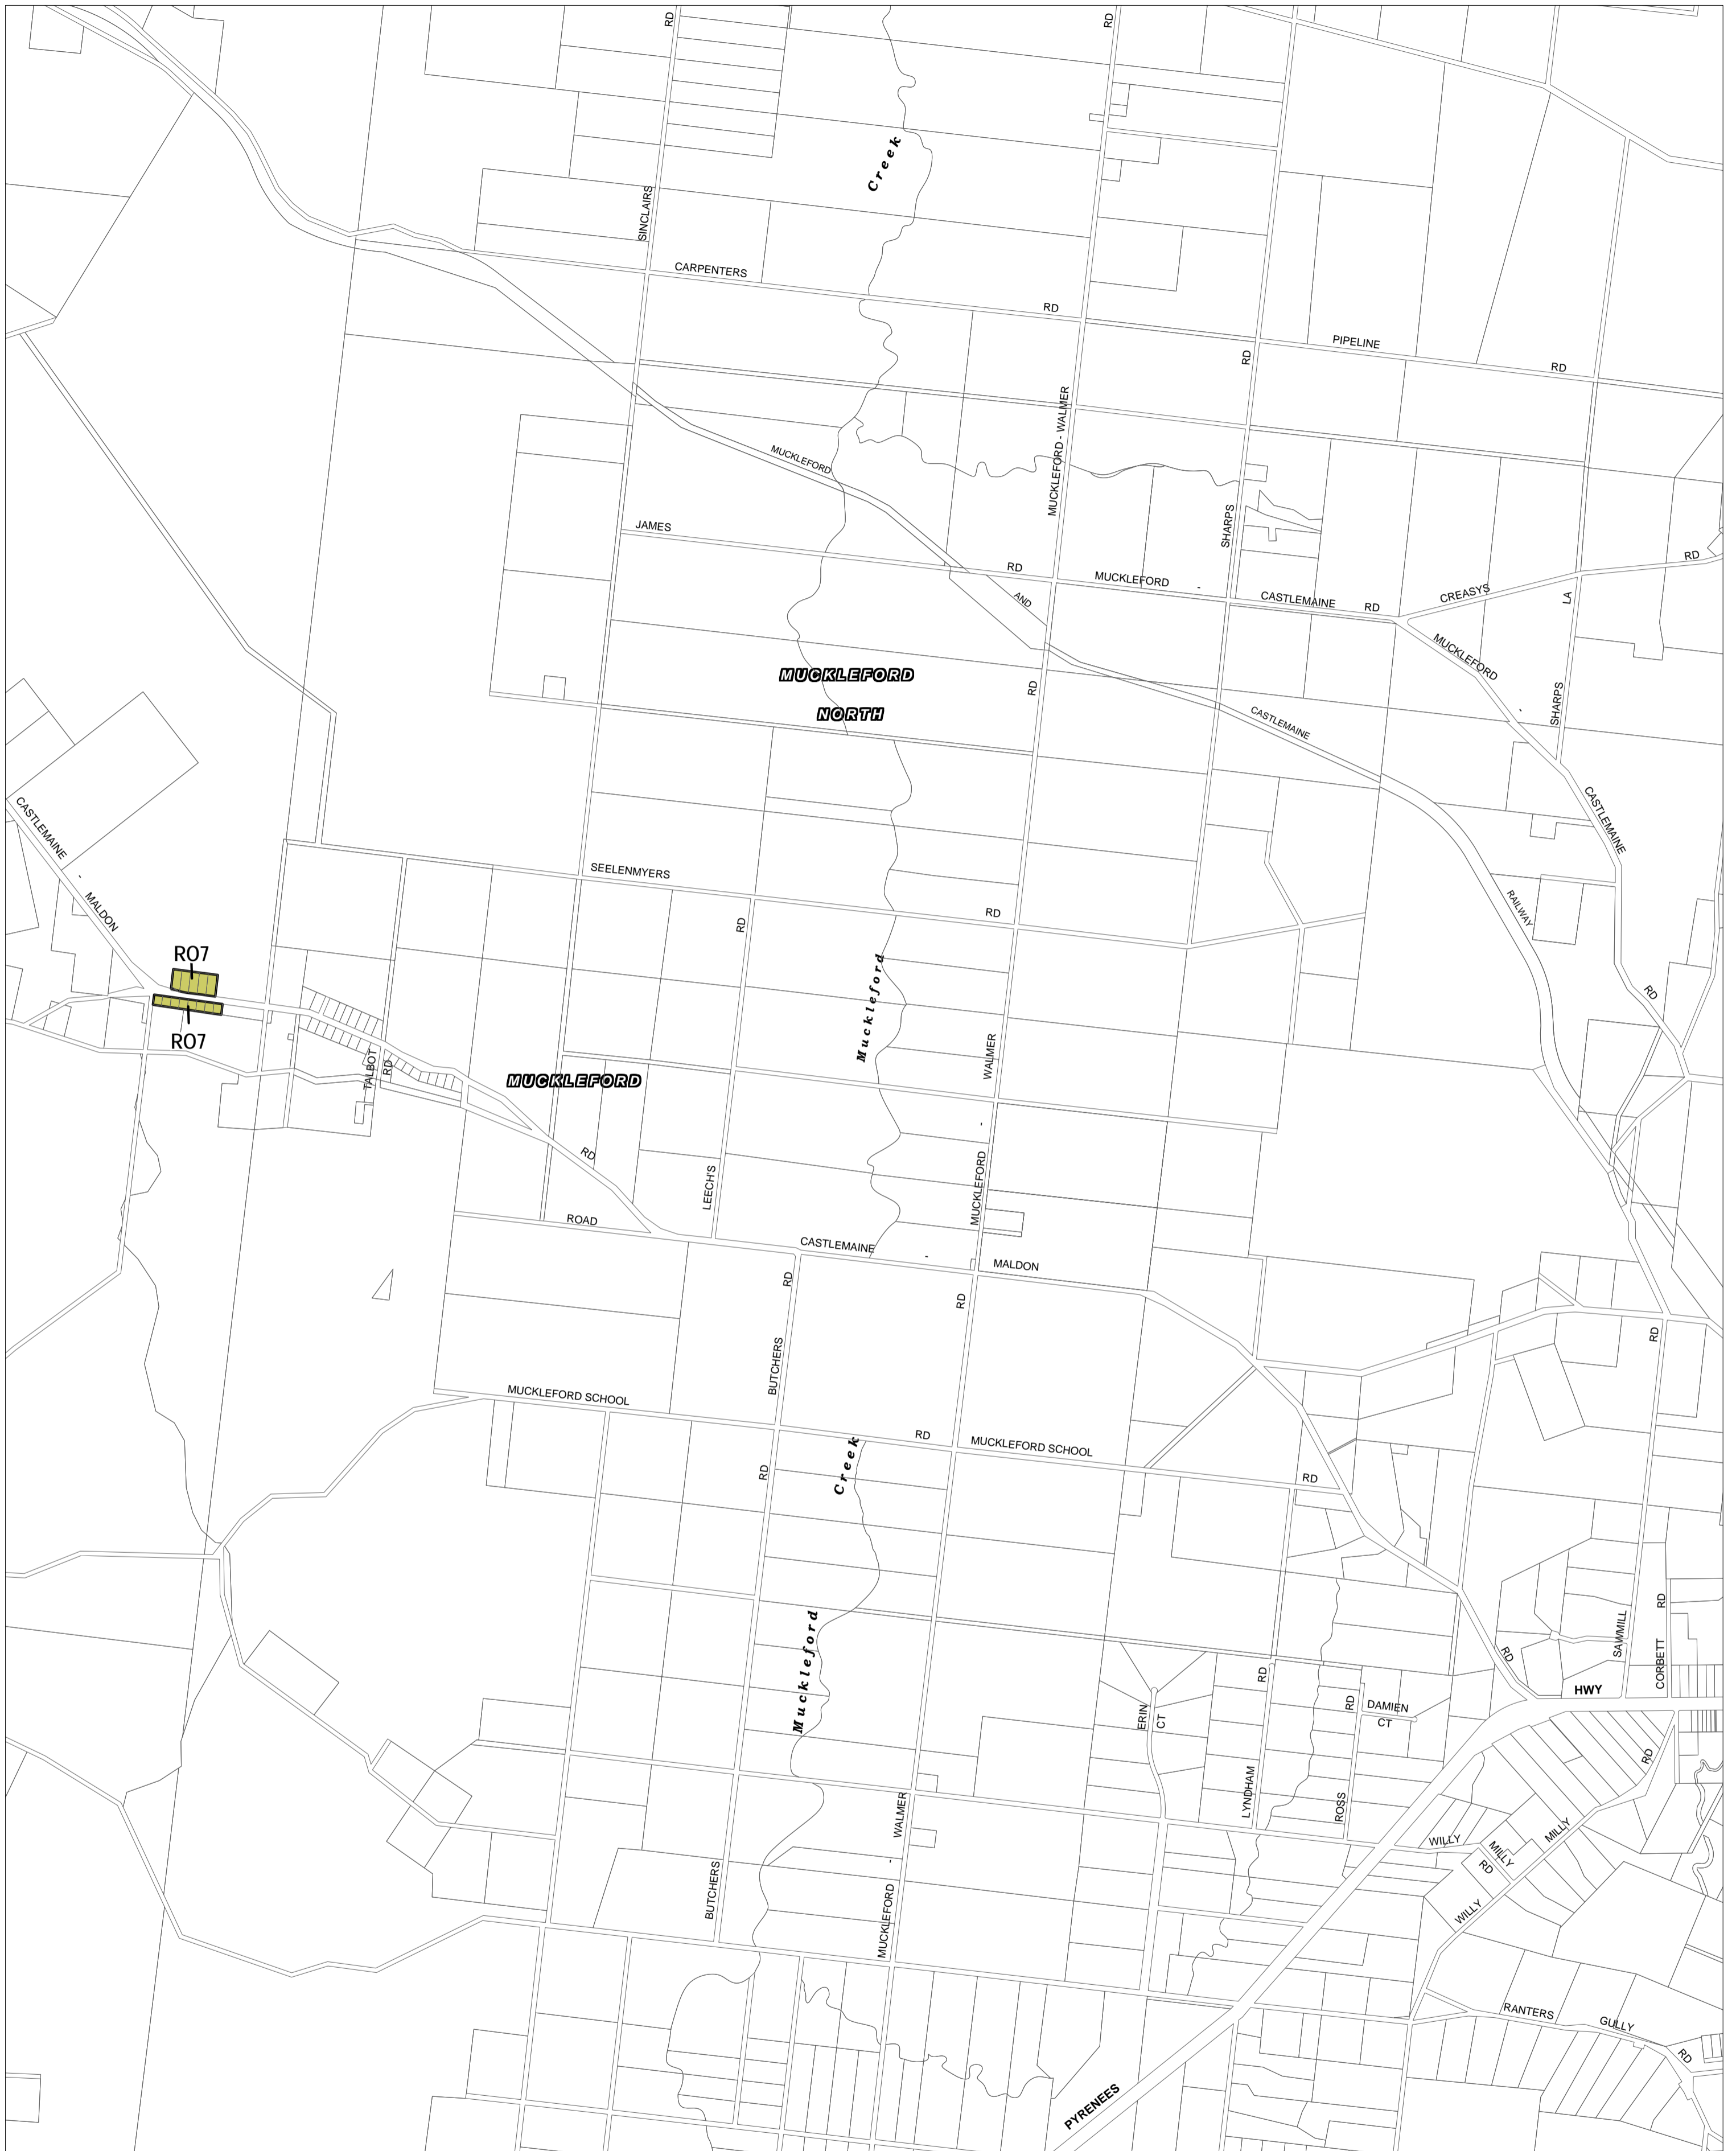 RD
RD
Creek
SINCLAIRS
CARPENTERS
RD
PIPELINE
RD
RD
MUCKLEFORD - WALMER
MUCKLEFORD
SHARPS
JAMES
RD
AND
MUCKLEFORD
-
CASTLEMAINE
RD
CREASYS
RD
LA
MUCKLEFORD
-
SHARPS
CASTLEMAINE
RD
MUCKLEFORD
NORTH
RD
CASTLEMAINE
RAILWAY
CASTLEMAINE
-
MALDON
SEELENMYERS
RD
RD
RO7
RO7
Muckleford
WALMER
-
MUCKLEFORD
TALBOT
RD
MUCKLEFORD
RD
LEECH'S
ROAD
CASTLEMAINE
-
MALDON
RD
RD
RD
BUTCHERS
MUCKLEFORD SCHOOL
RD
MUCKLEFORD SCHOOL
RD
Creek
RD
Muckleford
SAWMILL
RD
CORBETT
RD
HWY
RD
RD
DAMIEN
CT
ERIN
CT
LYNDHAM
ROSS
RD
WALMER
-
MUCKLEFORD
BUTCHERS
WILLY
MILLY
RD
MILLY
WILLY
RANTERS
GULLY
RD
PYRENEES